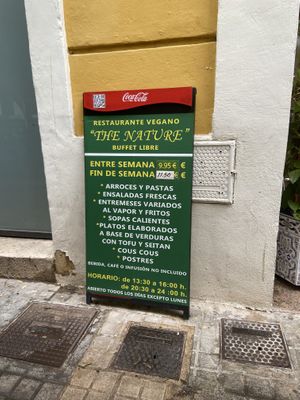 Coca-Cola
RESTAURANTE VEGANO
"THE NATURE"
BUFFET LIBRE
ENTRE SEMANA 9.95 € €
FIN DE SEMANA 11.50 € €
• ARROCES Y PASTAS
• ENSALADAS FRESCAS
• ENTREMESES VARIADOS
AL VAPOR Y FRITOS
• SOPAS CALIENTES
•PLATOS ELABORADOS
A BASE DE VERDURAS
CON TOFU Y SEITAN
• COUS COUS
• POSTRES
BEBIDA, CAFE O INFUSIÓN NO INCLUIDO
HORARIO: de 13:30 a 16:00 h
de 20:30 a 24:00 h.
ABIERTO TODOS LOS DIAS EXCEPTO LUNES